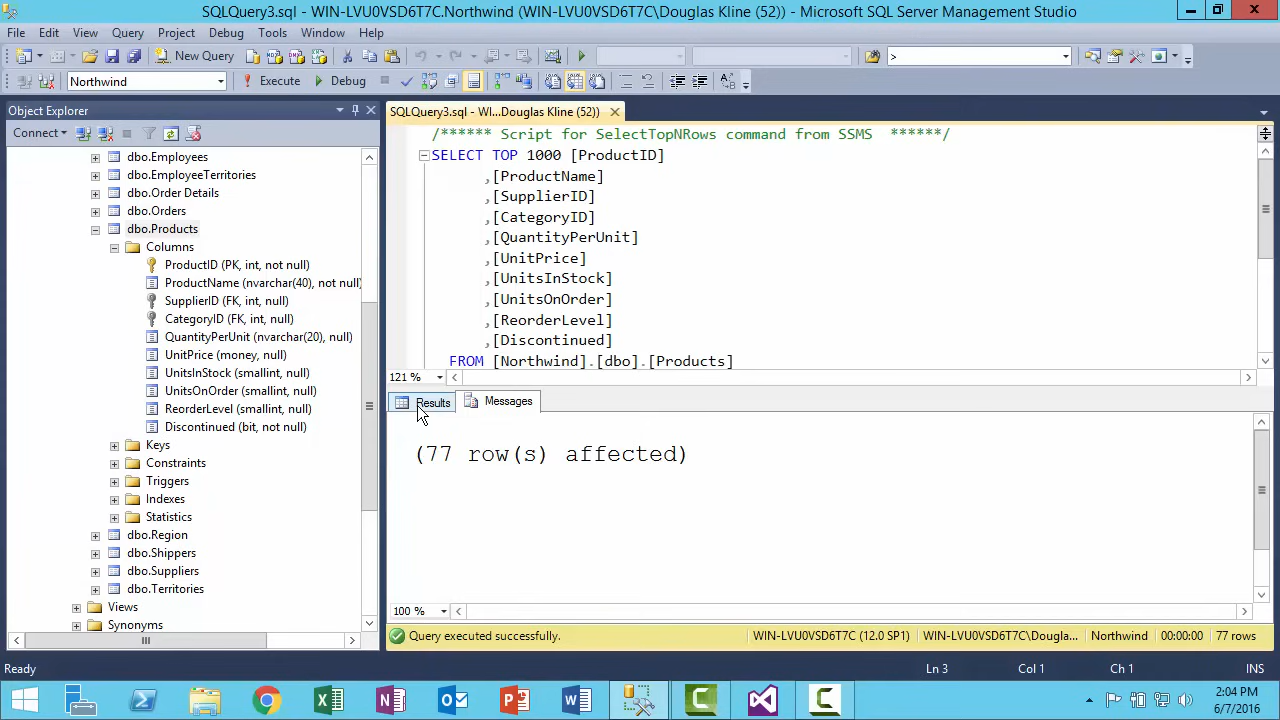 SQLQuery3.sql - WIN-LVU0VSD6T7C.Northwind (WIN-LVU0VSD6T7C\Douglas Kline (52)) - Microsoft SQL Server Management Studio
File Edit View Query Project Debug Tools Window Help
New Query >
Northwind ! Execute Debug
Object Explorer
Connect
dbo.Employees
dbo.EmployeeTerritories
dbo.Order Details
dbo.Orders
dbo.Products
Columns
ProductID (PK, int, not null)
ProductName (nvarchar(40), not null)
SupplierID (FK, int, null)
CategoryID (FK, int, null)
QuantityPerUnit (nvarchar(20), null)
UnitPrice (money, null)
UnitsInStock (smallint, null)
UnitsOnOrder (smallint, null)
ReorderLevel (smallint, null)
Discontinued (bit, not null)
Keys
Constraints
Triggers
Indexes
Statistics
dbo.Region
dbo.Shippers
dbo.Suppliers
dbo.Territories
Views
Synonyms
SQLQuery3.sql - WI...Douglas Kline (52))
/****** Script for SelectTopNRows command from SSMS ******/
SELECT TOP 1000 [ProductID]
,[ProductName]
,[SupplierID]
,[CategoryID]
,[QuantityPerUnit]
,[UnitPrice]
,[UnitsInStock]
,[UnitsOnOrder]
,[ReorderLevel]
,[Discontinued]
FROM [Northwind].[dbo].[Products]
121 %
Results Messages
(77 row(s) affected)
100 %
Query executed successfully. WIN-LVU0VSD6T7C (12.0 SP1) WIN-LVU0VSD6T7C\Dougla... Northwind 00:00:00 77 rows
Ready Ln 3 Col 1 Ch 1 INS
2:04 PM
6/7/2016